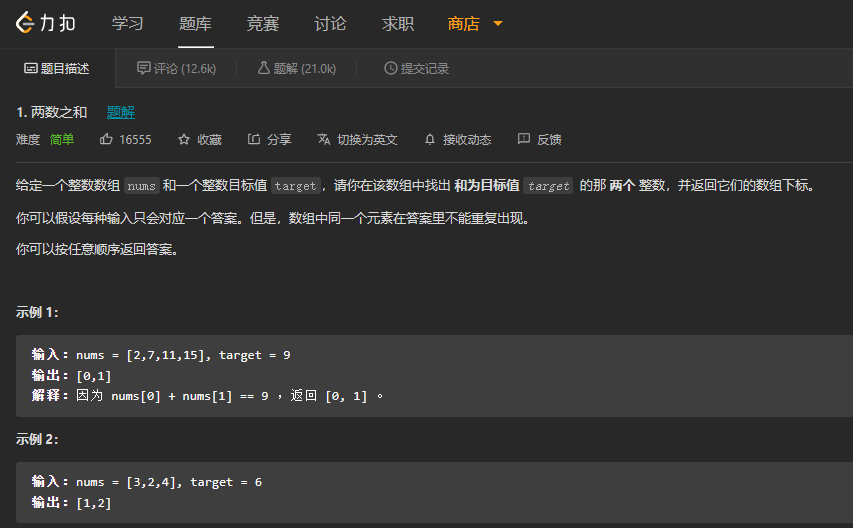 力扣 学习 题库 竞赛 讨论 求职 商店
题目描述 评论 (12.6k) 题解 (21.0k) 提交记录
1. 两数之和 题解
难度 简单 16555 收藏 分享 切换为英文 接收动态 反馈
给定一个整数数组 nums 和一个整数目标值 target，请你在该数组中找出 和为目标值 target 的那 两个 整数，并返回它们的数组下标。
你可以假设每种输入只会对应一个答案。但是，数组中同一个元素在答案里不能重复出现。
你可以按任意顺序返回答案。
示例 1：
输入：nums = [2,7,11,15], target = 9
输出：[0,1]
解释：因为 nums[0] + nums[1] == 9 ，返回 [0, 1] 。
示例 2：
输入：nums = [3,2,4], target = 6
输出：[1,2]